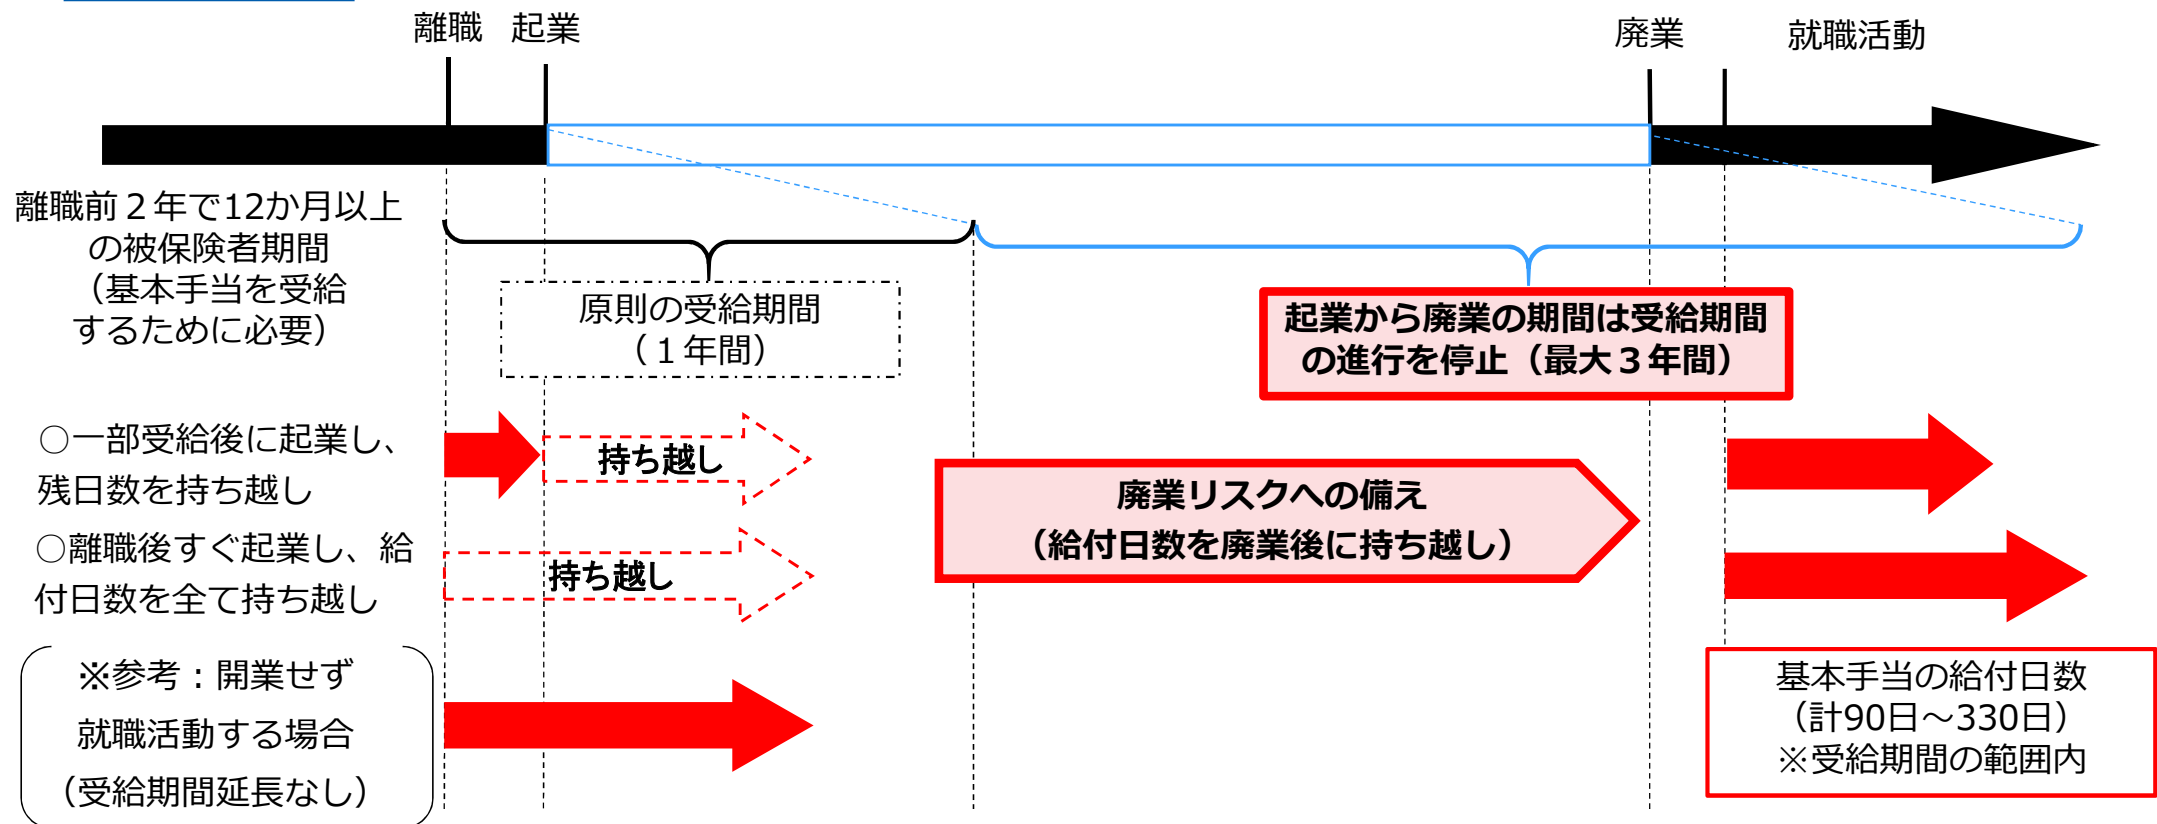 離職
起業
廃業
就職活動
離職前２年で12か月以上
の被保険者期間
（基本手当を受給
するために必要）
原則の受給期間
（１年間）
起業から廃業の期間は受給期間
の進行を停止（最大３年間）
○一部受給後に起業し、
残日数を持ち越し
持ち越し
○離職後すぐ起業し、給
付日数を全て持ち越し
持ち越し
廃業リスクへの備え
（給付日数を廃業後に持ち越し）
※参考：開業せず
就職活動する場合
（受給期間延長なし）
基本手当の給付日数
（計90日～330日）
※受給期間の範囲内